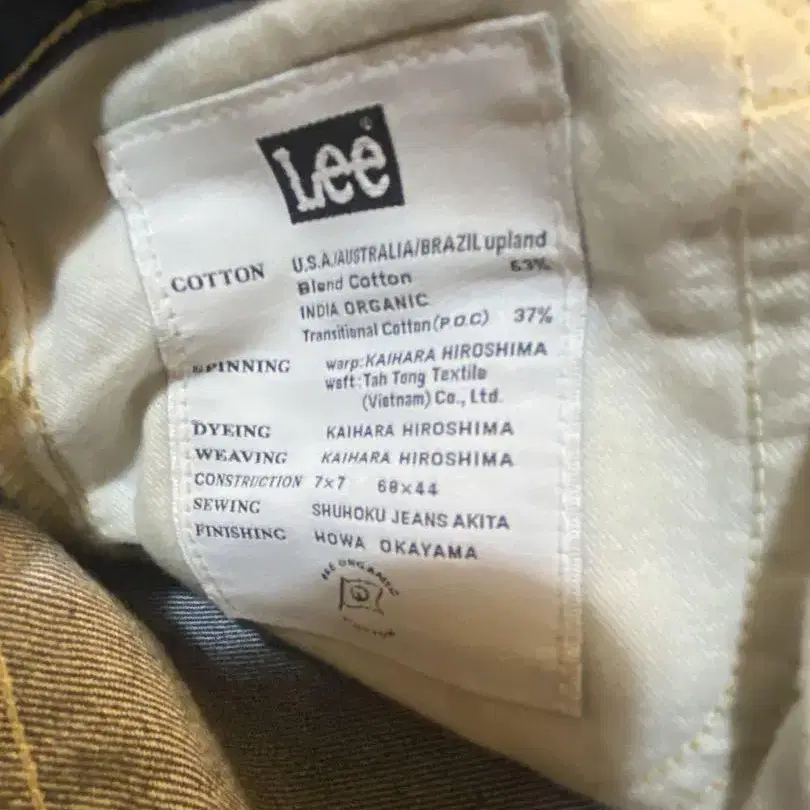 Lee
COTTON U.S.A/AUSTRALIA/BRAZIL upland
Blend Cotton 63%
INDIA ORGANIC
Transitional Cotton (P.O.C) 37%
SPINNING warp:KAIHARA HIROSHIMA
weft:Tah Tong Textile
(Vietnam) Co., Ltd.
DYEING KAIHARA HIROSHIMA
WEAVING KAIHARA HIROSHIMA
CONSTRUCTION 7×7 68×44
SEWING SHUHOKU JEANS AKITA
FINISHING HOWA OKAYAMA